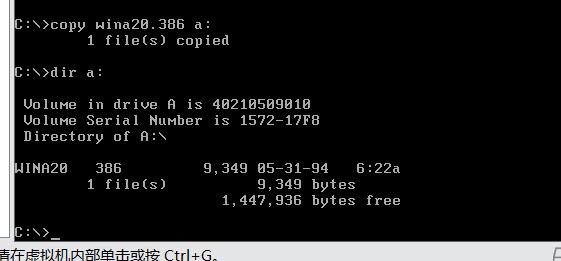 C:\>copy wina20.386 a:
        1 file(s) copied
C:\>dir a:
Volume in drive A is 40210509010
Volume Serial Number is 1572-17F8
Directory of A:\
WINA20   386         9,349 05-31-94   6:22a
        1 file(s)          9,349 bytes
                       1,447,936 bytes free
C:\>_
请在虚拟机内部单击或按 Ctrl+G。